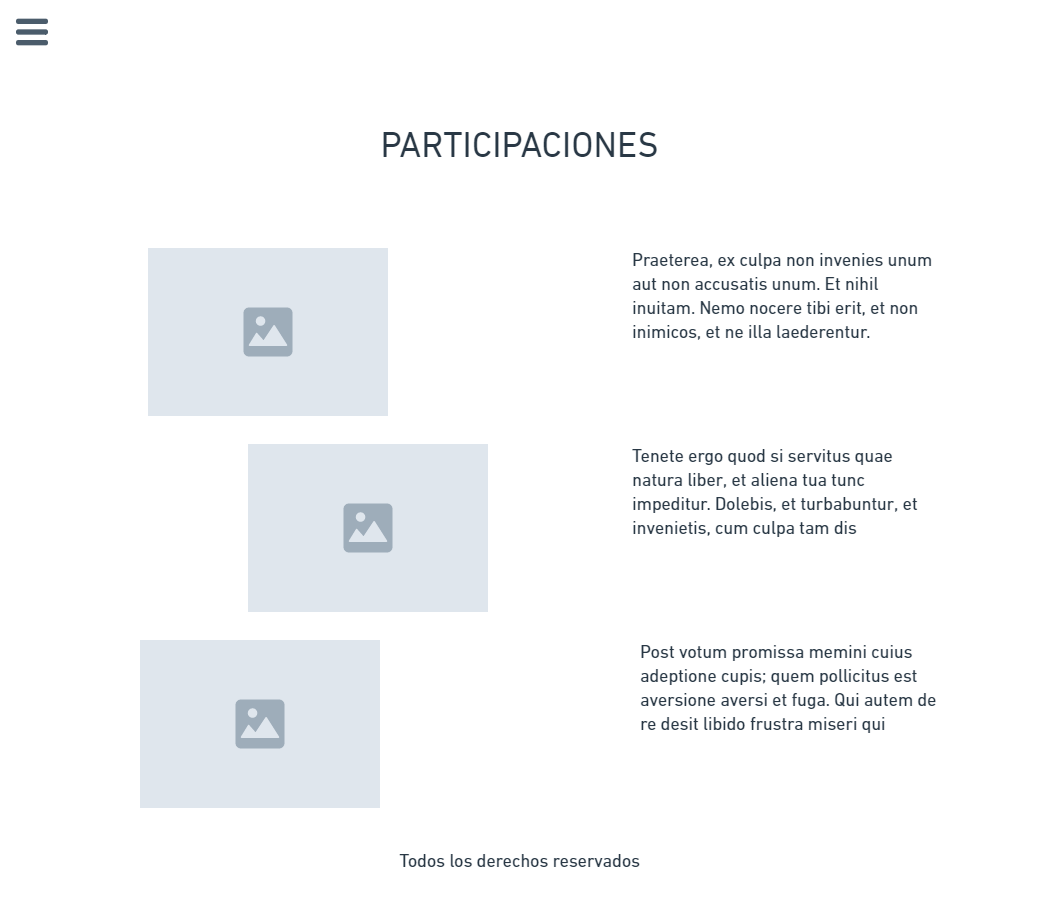 PARTICIPACIONES
Praeterea, ex culpa non invenies unum
aut non accusatis unum. Et nihil
inuitam. Nemo nocere tibi erit, et non
inimicos, et ne illa laederentur.
Tenete ergo quod si servitus quae
natura liber, et aliena tua tunc
impeditur. Dolebis, et turbabuntur, et
invenietis, cum culpa tam dis
Post votum promissa memini cuius
adeptione cupis; quem pollicitus est
aversione aversi et fuga. Qui autem de
re desit libido frustra miseri qui
Todos los derechos reservados